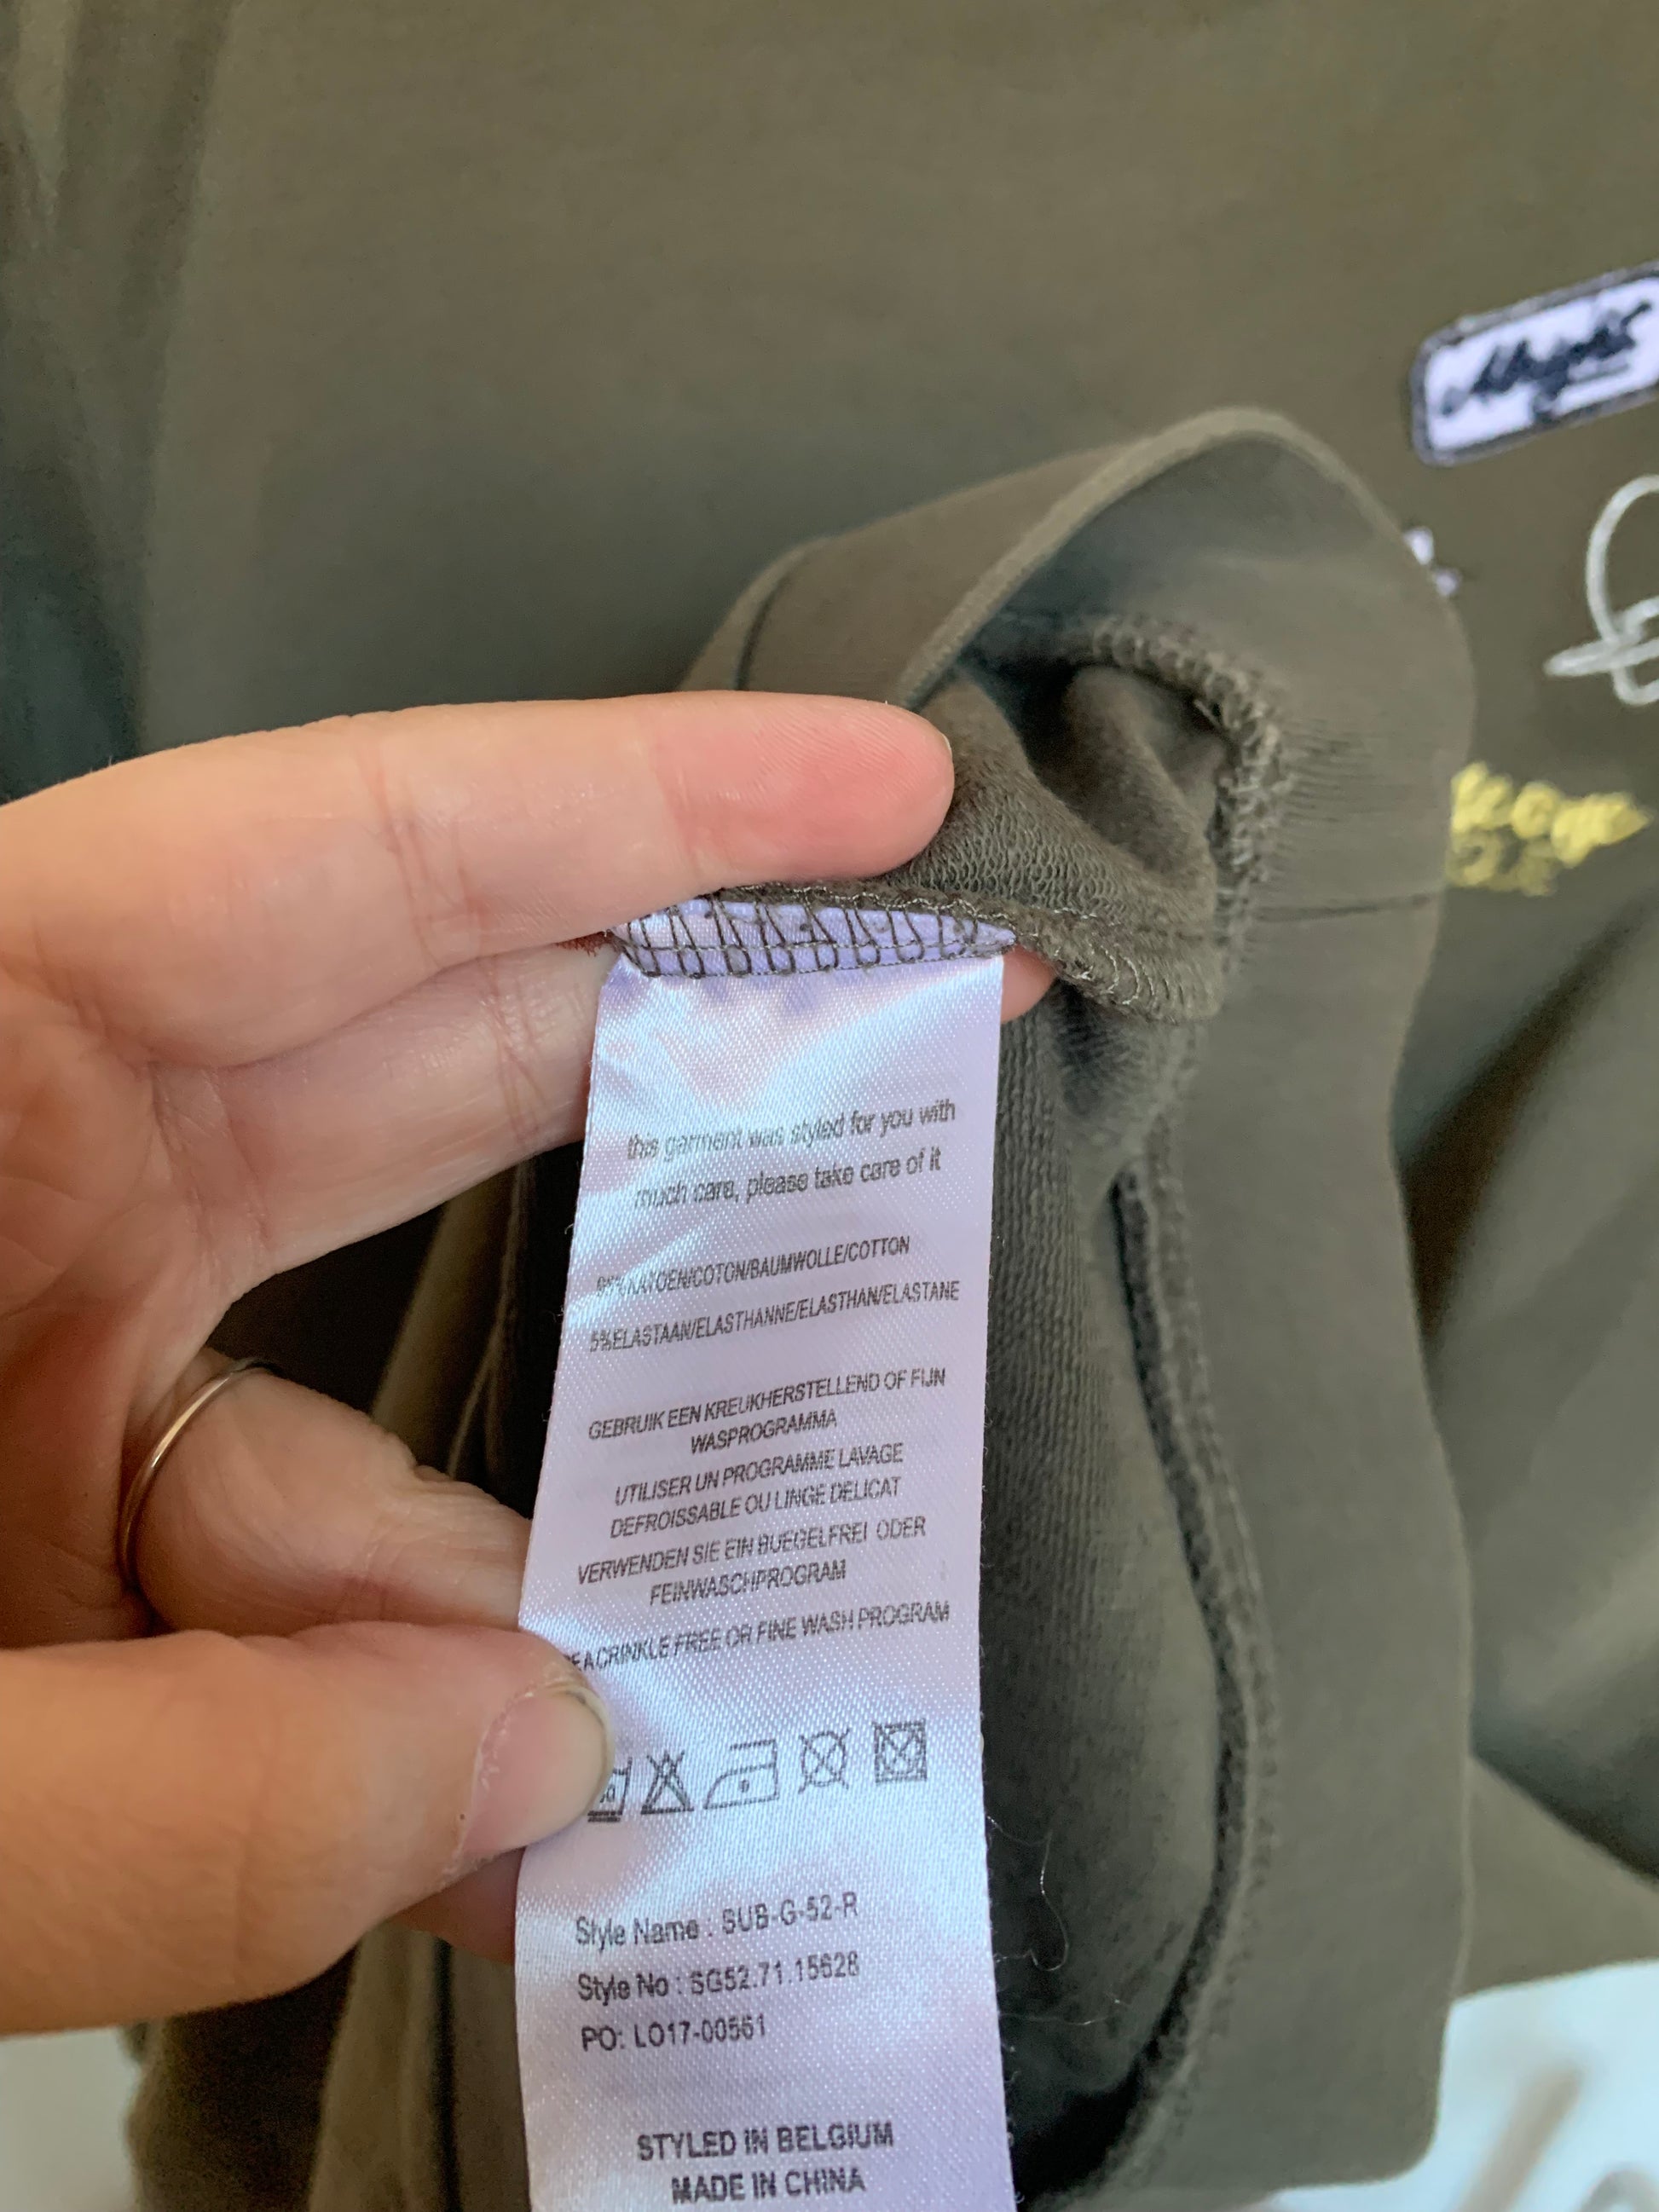 Alright
this garment was styled for you with
much care, please take care of it
95%KATOEN/COTON/BAUMWOLLE/COTTON
5%ELASTAAN/ELASTHANNE/ELASTHAN/ELASTANE
GEBRUIK EEN KREUKHERSTELLEND OF FIJN
WASPROGRAMMA
UTILISER UN PROGRAMME LAVAGE
DEFROISSABLE OU LINGE DELICAT
VERWENDEN SIE EIN BUEGELFREI ODER
FEINWASCHPROGRAM
A CRINKLE FREE OR FINE WASH PROGRAM
Style Name : SUB-G-52-R
Style No : SG52.71.15628
PO: LO17-00561
STYLED IN BELGIUM
MADE IN CHINA